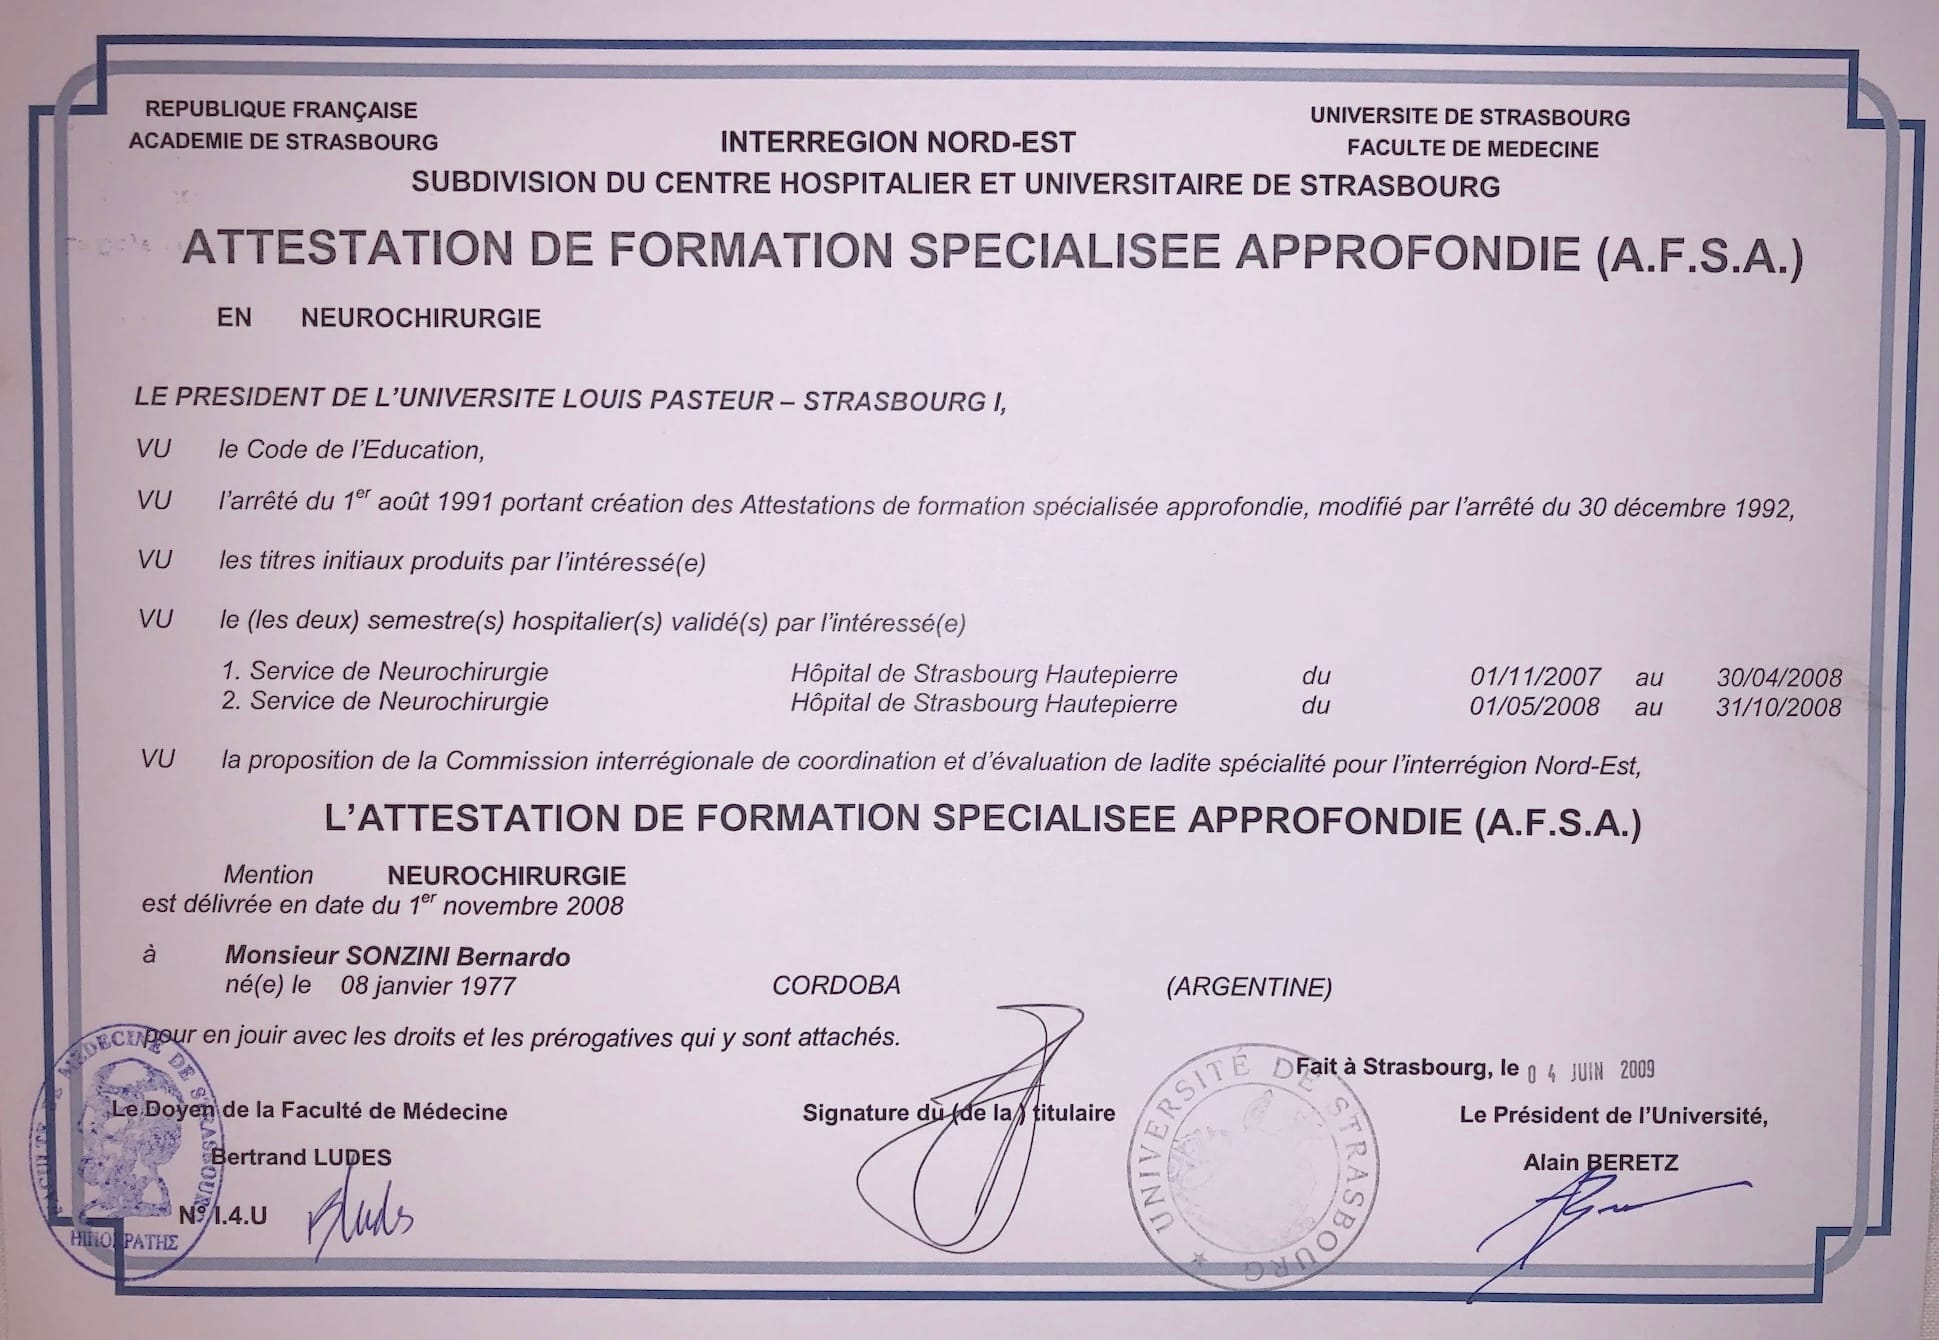 REPUBLIQUE FRANÇAISE
ACADEMIE DE STRASBOURG
UNIVERSITE DE STRASBOURG
FACULTE DE MEDECINE
INTERREGION NORD-EST
SUBDIVISION DU CENTRE HOSPITALIER ET UNIVERSITAIRE DE STRASBOURG
ATTESTATION DE FORMATION SPECIALISEE APPROFONDIE (A.F.S.A.)
EN NEUROCHIRURGIE
LE PRESIDENT DE L'UNIVERSITE LOUIS PASTEUR – STRASBOURG I,
VU le Code de l'Education,
VU l'arrêté du 1er août 1991 portant création des Attestations de formation spécialisée approfondie, modifié par l'arrêté du 30 décembre 1992,
VU les titres initiaux produits par l'intéressé(e)
VU le (les deux) semestre(s) hospitalier(s) validé(s) par l'intéressé(e)
1. Service de Neurochirurgie Hôpital de Strasbourg Hautepierre du 01/11/2007 au 30/04/2008
2. Service de Neurochirurgie Hôpital de Strasbourg Hautepierre du 01/05/2008 au 31/10/2008
VU la proposition de la Commission interrégionale de coordination et d'évaluation de ladite spécialité pour l'interrégion Nord-Est,
L'ATTESTATION DE FORMATION SPECIALISEE APPROFONDIE (A.F.S.A.)
Mention NEUROCHIRURGIE
est délivrée en date du 1er novembre 2008
à Monsieur SONZINI Bernardo
né(e) le 08 janvier 1977 CORDOBA (ARGENTINE)
pour en jouir avec les droits et les prérogatives qui y sont attachés.
Fait à Strasbourg, le 04 JUIN 2009
Le Doyen de la Faculté de Médecine
Signature du (de la) titulaire
Le Président de l'Université,
Bertrand LUDES
Alain BERETZ
N° I.4.U
BLuds
FACULTE DE MÉDECINE DE STRASBOURG
UNIVERSITÉ DE STRASBOURG